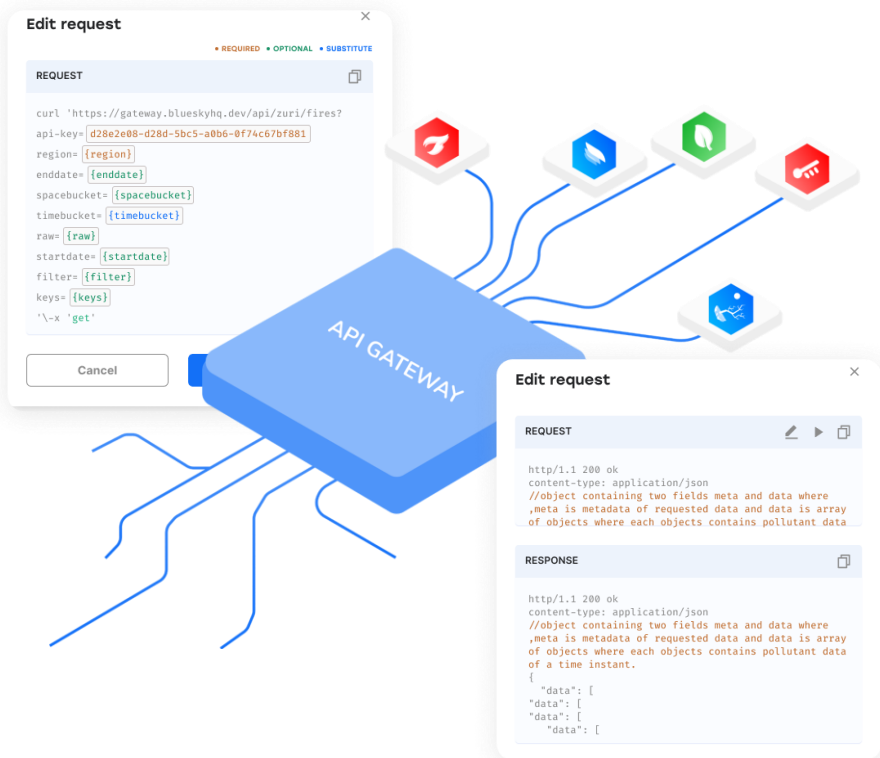 Edit request
• REQUIRED • OPTIONAL • SUBSTITUTE
REQUEST
curl 'https://gateway.blueskyhq.dev/api/zuri/fires?
api-key= d28e2e08-d28d-5bc5-a0b6-0f74c67bf881
region= {region}
enddate= {enddate}
spacebucket= {spacebucket}
timebucket= {timebucket}
raw= {raw}
startdate= {startdate}
filter= {filter}
keys= {keys}
'\-x 'get'
Cancel
API GATEWAY
Edit request
REQUEST
http/1.1 200 ok
content-type: application/json
//object containing two fields meta and data where
,meta is metadata of requested data and data is array
of objects where each objects contains pollutant data
RESPONSE
http/1.1 200 ok
content-type: application/json
//object containing two fields meta and data where
,meta is metadata of requested data and data is array
of objects where each objects contains pollutant data
of a time instant.
{
"data": [
"data": [
"data": [
"data": [